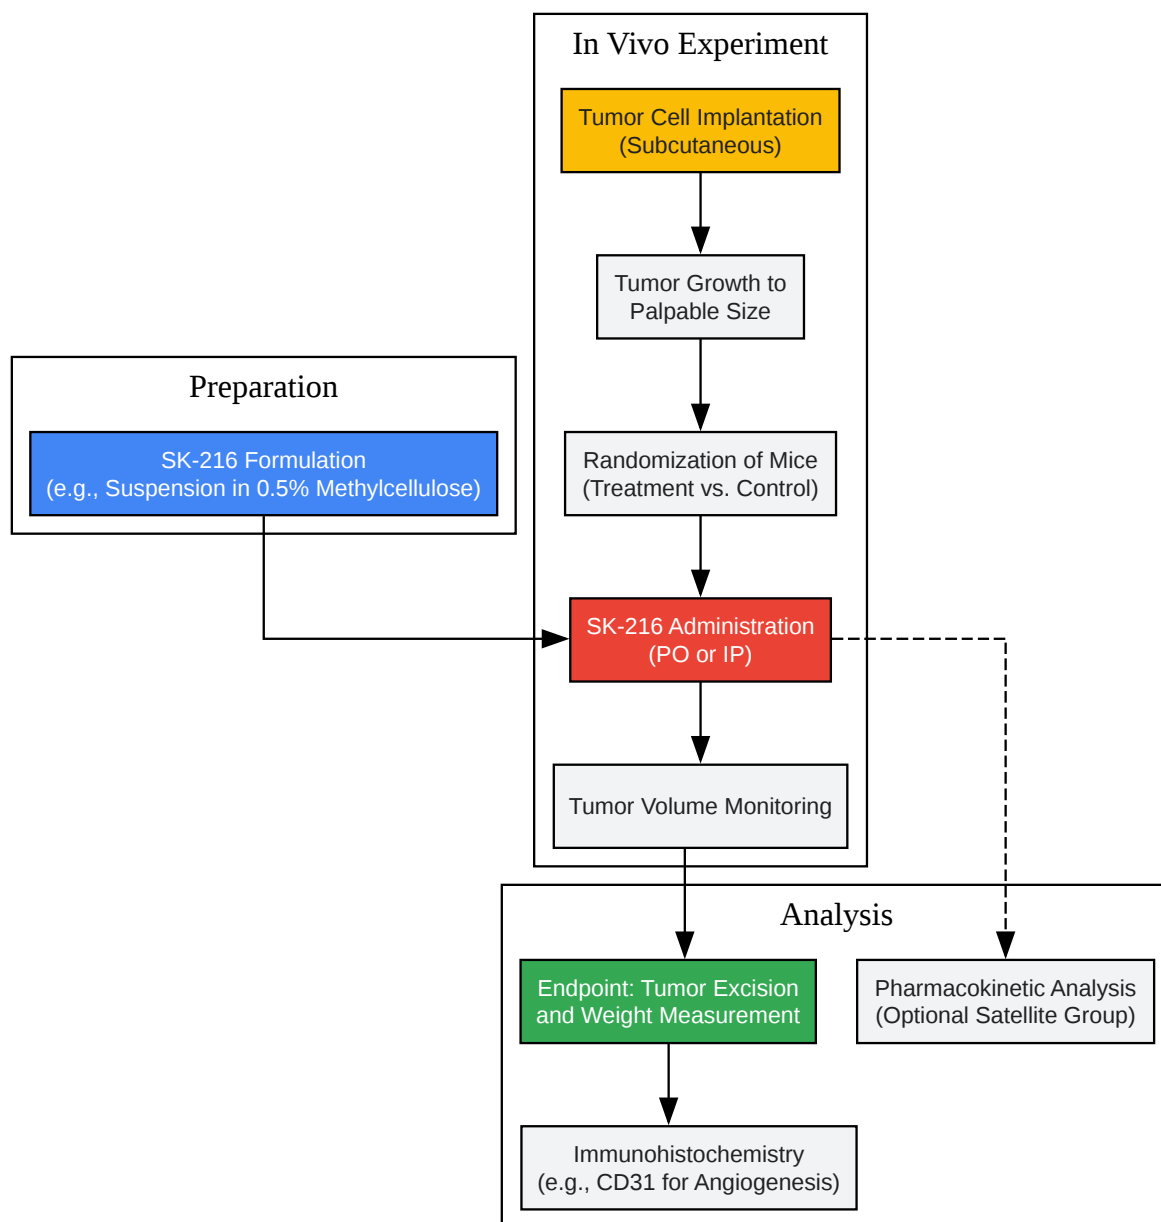 In Vivo Experiment
Tumor Cell Implantation
(Subcutaneous)
Tumor Growth to
Palpable Size
Preparation
SK-216 Formulation
(e.g., Suspension in 0.5% Methylcellulose)
Randomization of Mice
(Treatment vs. Control)
SK-216 Administration
(PO or IP)
Tumor Volume Monitoring
Analysis
Endpoint: Tumor Excision
and Weight Measurement
Pharmacokinetic Analysis
(Optional Satellite Group)
Immunohistochemistry
(e.g., CD31 for Angiogenesis)